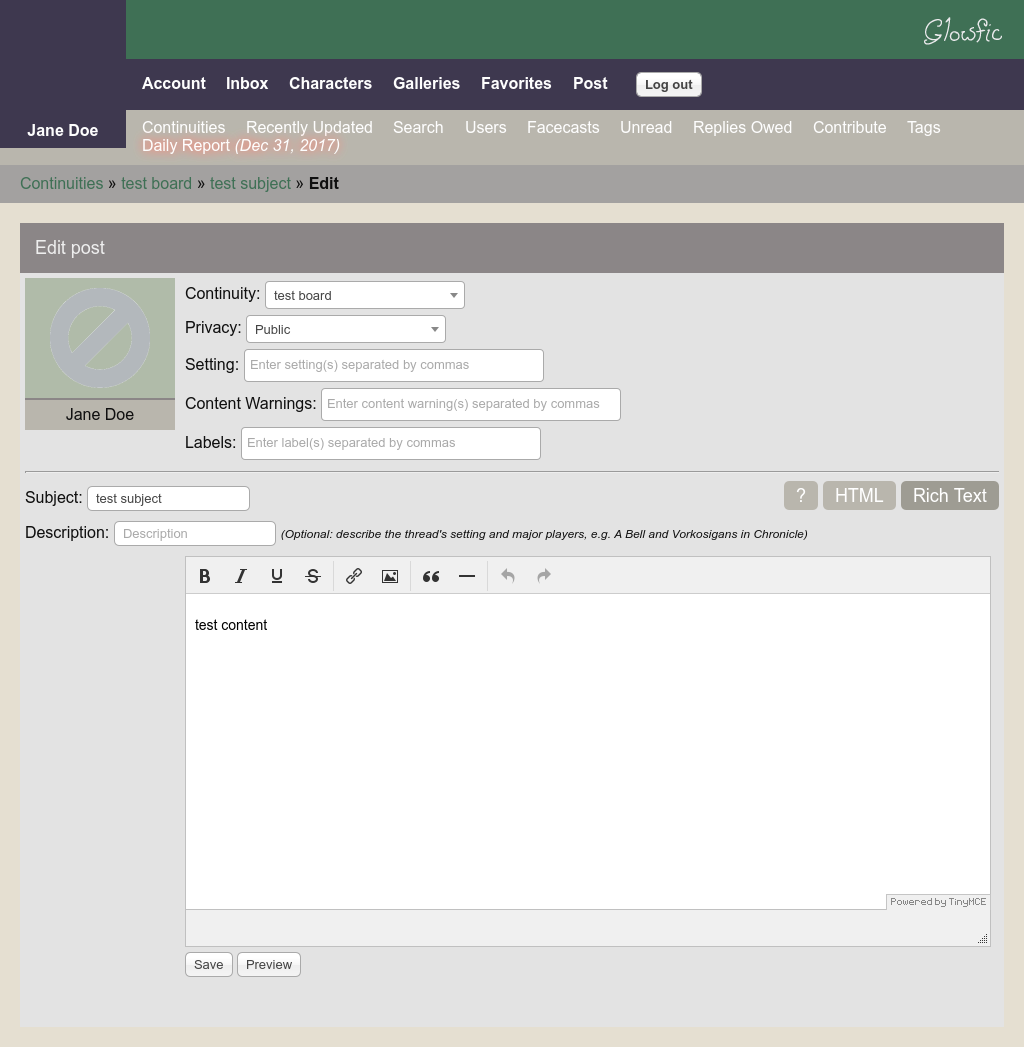 Glowfic
Account Inbox Characters Galleries Favorites Post Log out
Jane Doe
Continuities Recently Updated Search Users Facecasts Unread Replies Owed Contribute Tags
Daily Report (Dec 31, 2017)
Continuities » test board » test subject » Edit
Edit post
Jane Doe
Continuity: test board
Privacy: Public
Setting: Enter setting(s) separated by commas
Content Warnings: Enter content warning(s) separated by commas
Labels: Enter label(s) separated by commas
Subject: test subject
? HTML Rich Text
Description: Description (Optional: describe the thread's setting and major players, e.g. A Bell and Vorkosigans in Chronicle)
B I U S
test content
Powered by TinyMCE
Save Preview